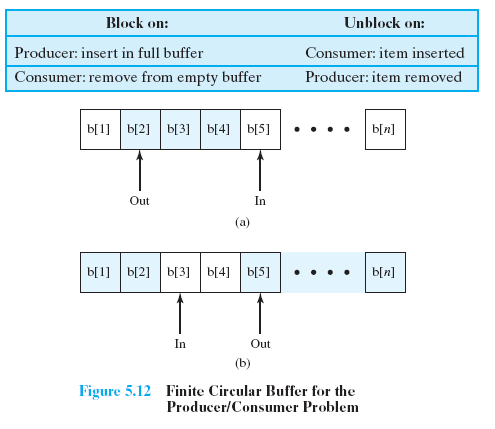 Block on: Unblock on:
Producer: insert in full buffer Consumer: item inserted
Consumer: remove from empty buffer Producer: item removed
b[1] b[2] b[3] b[4] b[5] • • • • b[n]
Out In
(a)
b[1] b[2] b[3] b[4] b[5] • • • • b[n]
In Out
(b)
Figure 5.12 Finite Circular Buffer for the
Producer/Consumer Problem